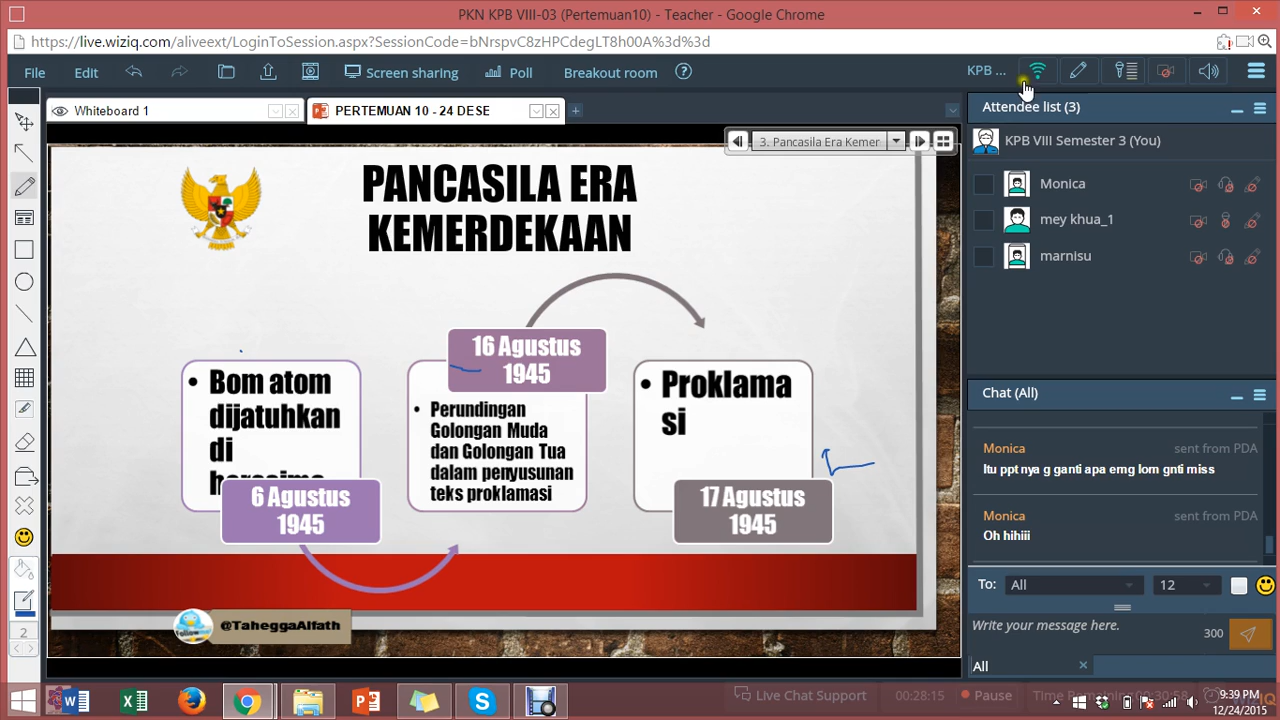 PKN KPB VIII-03 (Pertemuan10) - Teacher - Google Chrome
https://live.wiziq.com/aliveext/LoginToSession.aspx?SessionCode=bNrspvC8zHPCdegLT8h00A%3d%3d
File Edit Screen sharing Poll Breakout room KPB ...
Whiteboard 1
PERTEMUAN 10 - 24 DESE
3. Pancasila Era Kemer
PANCASILA ERA
KEMERDEKAAN
Bom atom
dijatuhkan
di
6 Agustus
1945
16 Agustus
1945
Perundingan
Golongan Muda
dan Golongan Tua
dalam penyusunan
teks proklamasi
Proklama
si
17 Agustus
1945
Follow
@TaheggaAlfath
2
Attendee list (3)
KPB VIII Semester 3 (You)
Monica
mey khua_1
marnisu
Chat (All)
Monica sent from PDA
Itu ppt nya g ganti apa emg lom gnti miss
Monica sent from PDA
Oh hihiii
To: All 12
Write your message here.
300
All
Live Chat Support 00:28:15 Pause Time Remaining
9:39 PM
12/24/2015